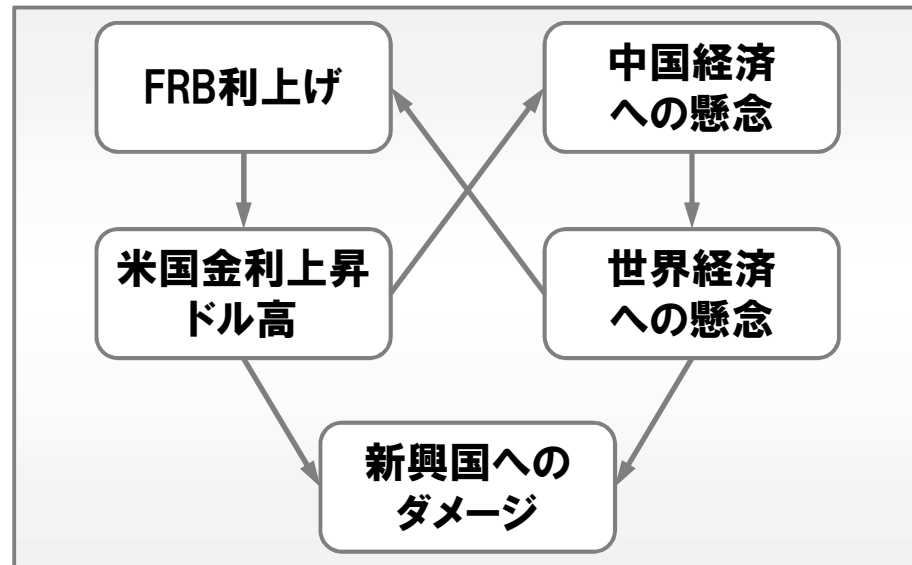 FRB利上げ
中国経済
への懸念
米国金利上昇
ドル高
世界経済
への懸念
新興国への
ダメージ